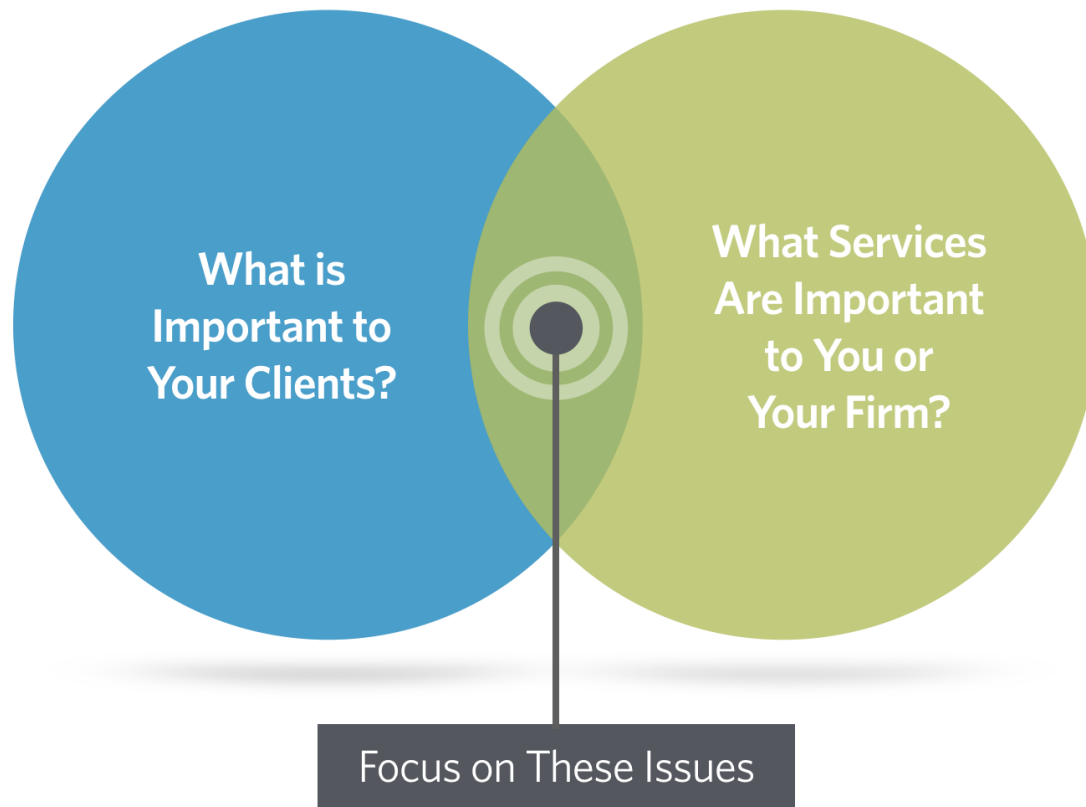 What is
Important to
Your Clients?
What Services
Are Important
to You or
Your Firm?
Focus on These Issues